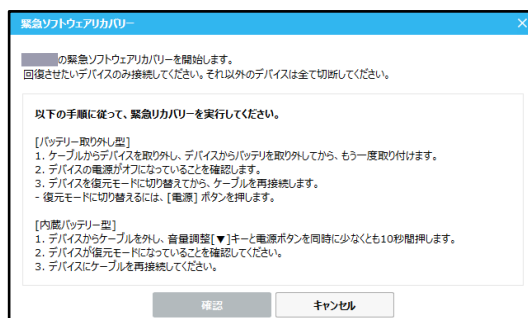 緊急ソフトウェアリカバリー
の緊急ソフトウェアリカバリーを開始します。
回復させたいデバイスのみ接続してください。それ以外のデバイスは全て切断してください。
以下の手順に従って、緊急リカバリーを実行してください。
[バッテリー取り外し型]
1. ケーブルからデバイスを取り外し、デバイスからバッテリを取り外してから、もう一度取り付けます。
2. デバイスの電源がオフになっていることを確認します。
3. デバイスを復元モードに切り替えてから、ケーブルを再接続します。
- 復元モードに切り替えるには、[電源] ボタンを押します。
[内蔵バッテリー型]
1. デバイスからケーブルを外し、音量調整[▼]キーと電源ボタンを同時に少なくとも10秒間押します。
2. デバイスが復元モードになっていることを確認してください。
3. デバイスにケーブルを再接続してください。
確認
キャンセル